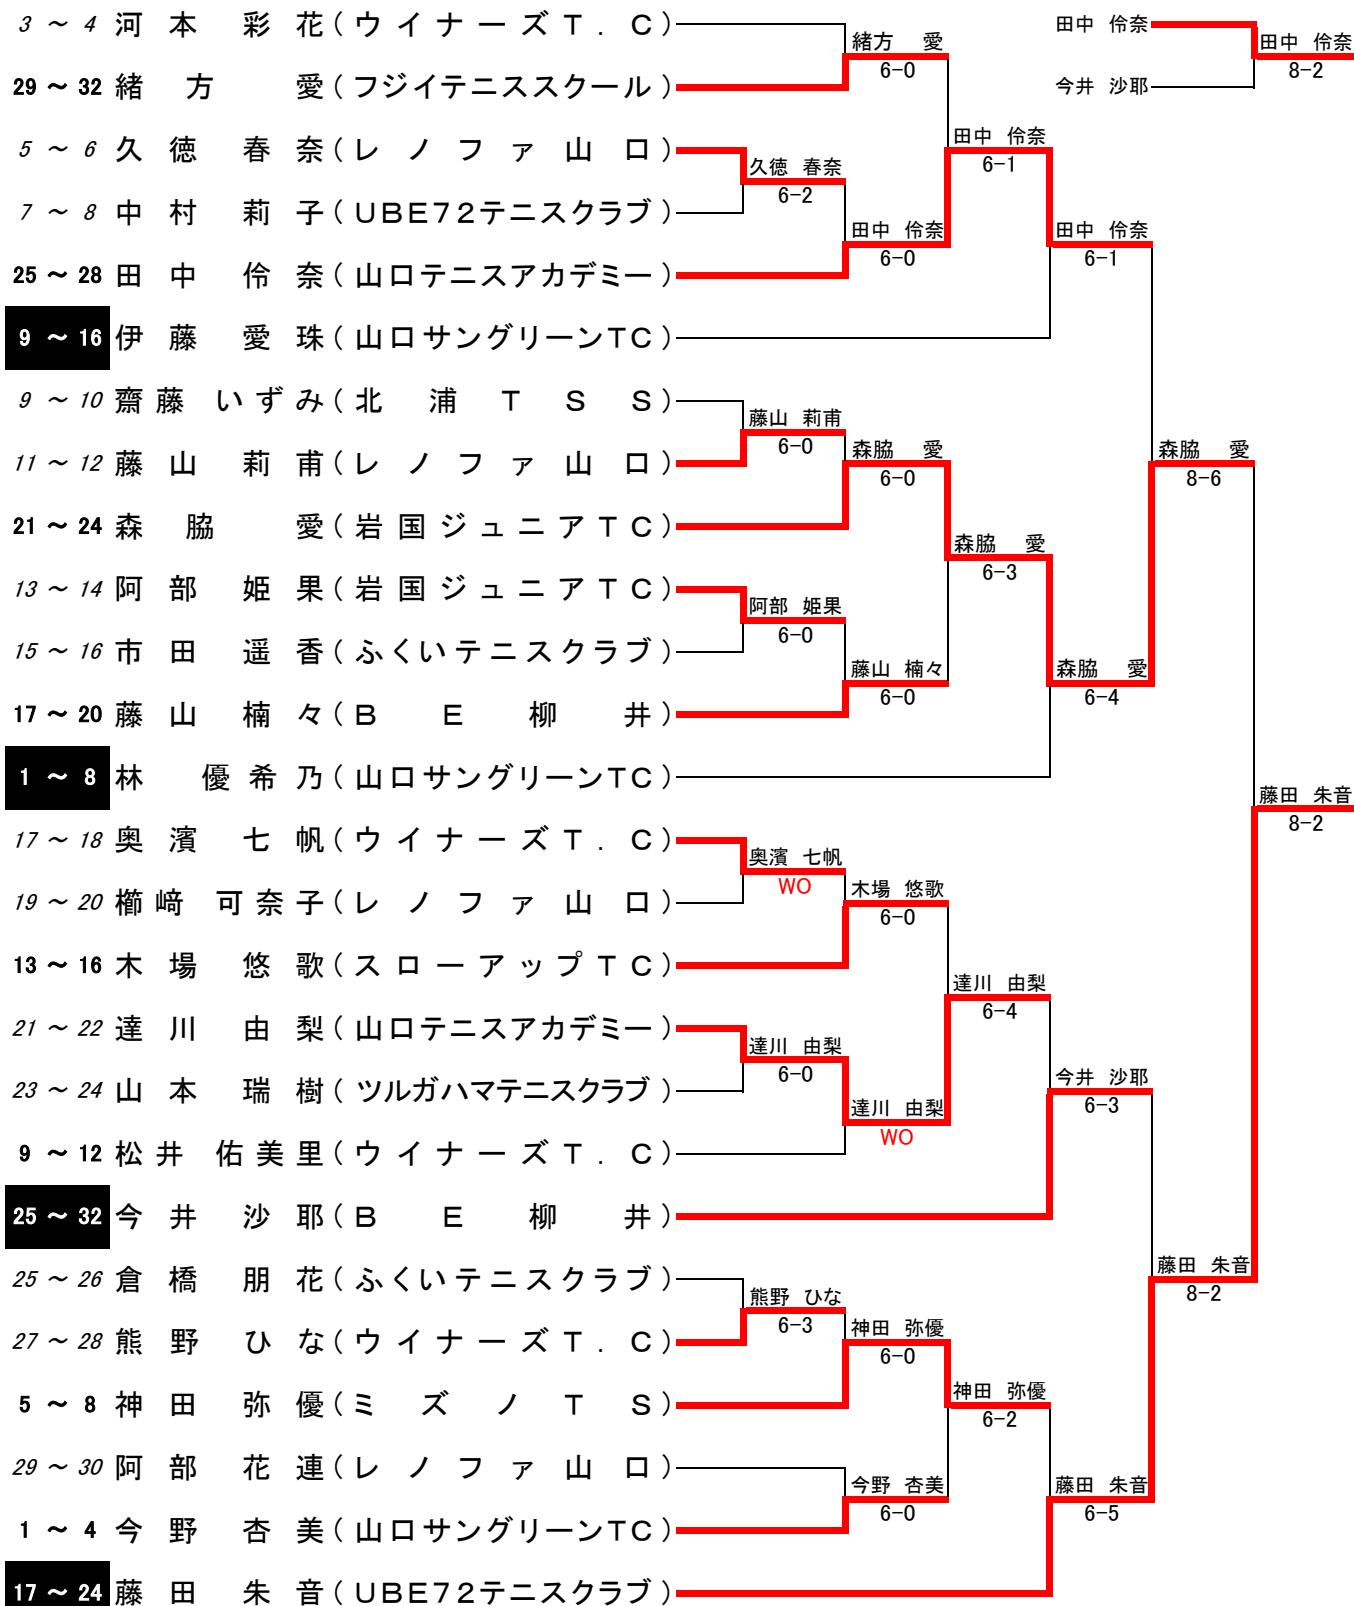 3 ～ 4 河本 彩花(ウイナーズT．C)
29 ～ 32 緒方 愛(フジイテニススクール)
5 ～ 6 久徳 春奈(レノファ山口)
7 ～ 8 中村 莉子(UBE72テニスクラブ)
25 ～ 28 田中 伶奈(山口テニスアカデミー)
9 ～ 16 伊藤 愛珠(山口サングリーンTC)
9 ～ 10 齋藤 いずみ(北浦TSS)
11 ～ 12 藤山 莉甫(レノファ山口)
21 ～ 24 森脇 愛(岩国ジュニアTC)
13 ～ 14 阿部 姫果(岩国ジュニアTC)
15 ～ 16 市田 遥香(ふくいテニスクラブ)
17 ～ 20 藤山 楠々(BE柳井)
1 ～ 8 林 優希乃(山口サングリーンTC)
17 ～ 18 奥濱 七帆(ウイナーズT．C)
19 ～ 20 櫛﨑 可奈子(レノファ山口)
13 ～ 16 木場 悠歌(スローアップTC)
21 ～ 22 達川 由梨(山口テニスアカデミー)
23 ～ 24 山本 瑞樹(ツルガハマテニスクラブ)
9 ～ 12 松井 佑美里(ウイナーズT．C)
25 ～ 32 今井 沙耶(BE柳井)
25 ～ 26 倉橋 朋花(ふくいテニスクラブ)
27 ～ 28 熊野 ひな(ウイナーズT．C)
5 ～ 8 神田 弥優(ミズノTS)
29 ～ 30 阿部 花連(レノファ山口)
1 ～ 4 今野 杏美(山口サングリーンTC)
17 ～ 24 藤田 朱音(UBE72テニスクラブ)
久徳 春奈
6-2
藤山 莉甫
6-0
阿部 姫果
6-0
奥濱 七帆
WO
達川 由梨
6-0
熊野 ひな
6-3
緒方 愛
6-0
田中 伶奈
6-0
森脇 愛
6-0
藤山 楠々
6-0
木場 悠歌
6-0
達川 由梨
WO
神田 弥優
6-0
今野 杏美
6-0
田中 伶奈
6-1
森脇 愛
6-3
達川 由梨
6-4
神田 弥優
6-2
田中 伶奈
6-1
森脇 愛
6-4
今井 沙耶
6-3
藤田 朱音
6-5
森脇 愛
8-6
藤田 朱音
8-2
藤田 朱音
8-2
田中 伶奈
今井 沙耶
田中 伶奈
8-2